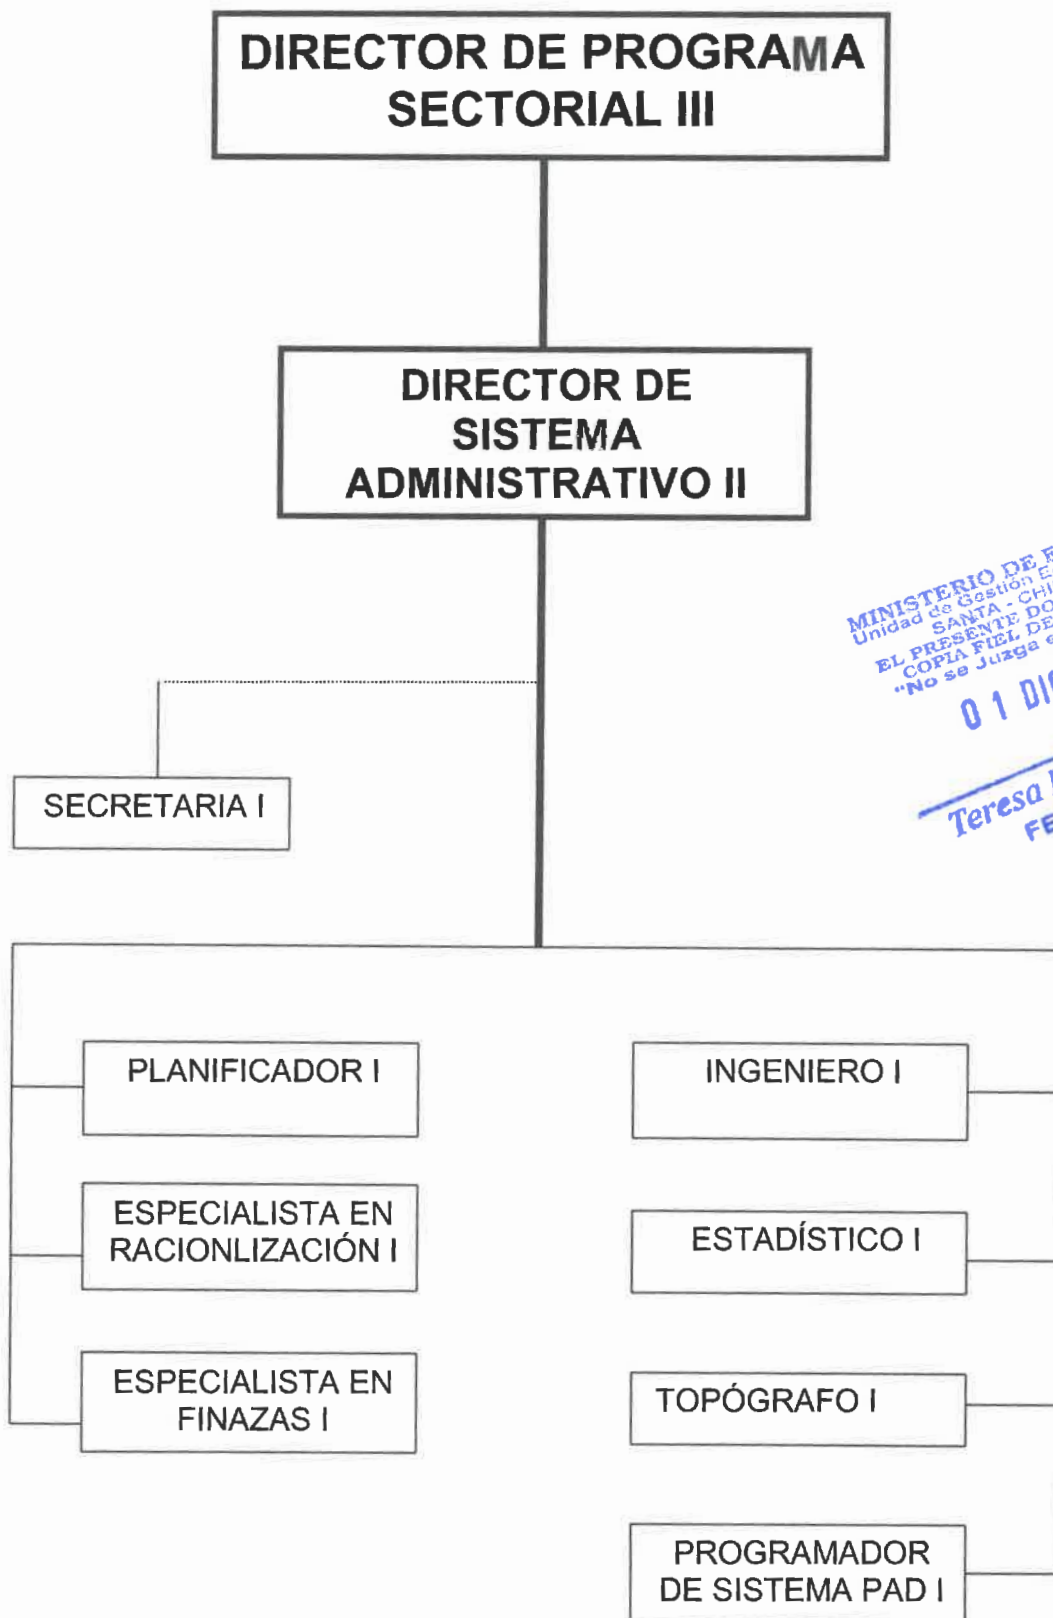 DIRECTOR DE PROGRAMA
SECTORIAL III
DIRECTOR DE
SISTEMA
ADMINISTRATIVO II
MINISTERIO DE E
Unidad de Gestión E
SANTA - CHI
EL PRESENTE DO
COPIA FIEL DE
"No se Juzga e
01 DIC
Teresa
FE
SECRETARIA I
PLANIFICADOR I
INGENIERO I
ESPECIALISTA EN
RACIONLIZACIÓN I
ESTADÍSTICO I
ESPECIALISTA EN
FINAZAS I
TOPÓGRAFO I
PROGRAMADOR
DE SISTEMA PAD I